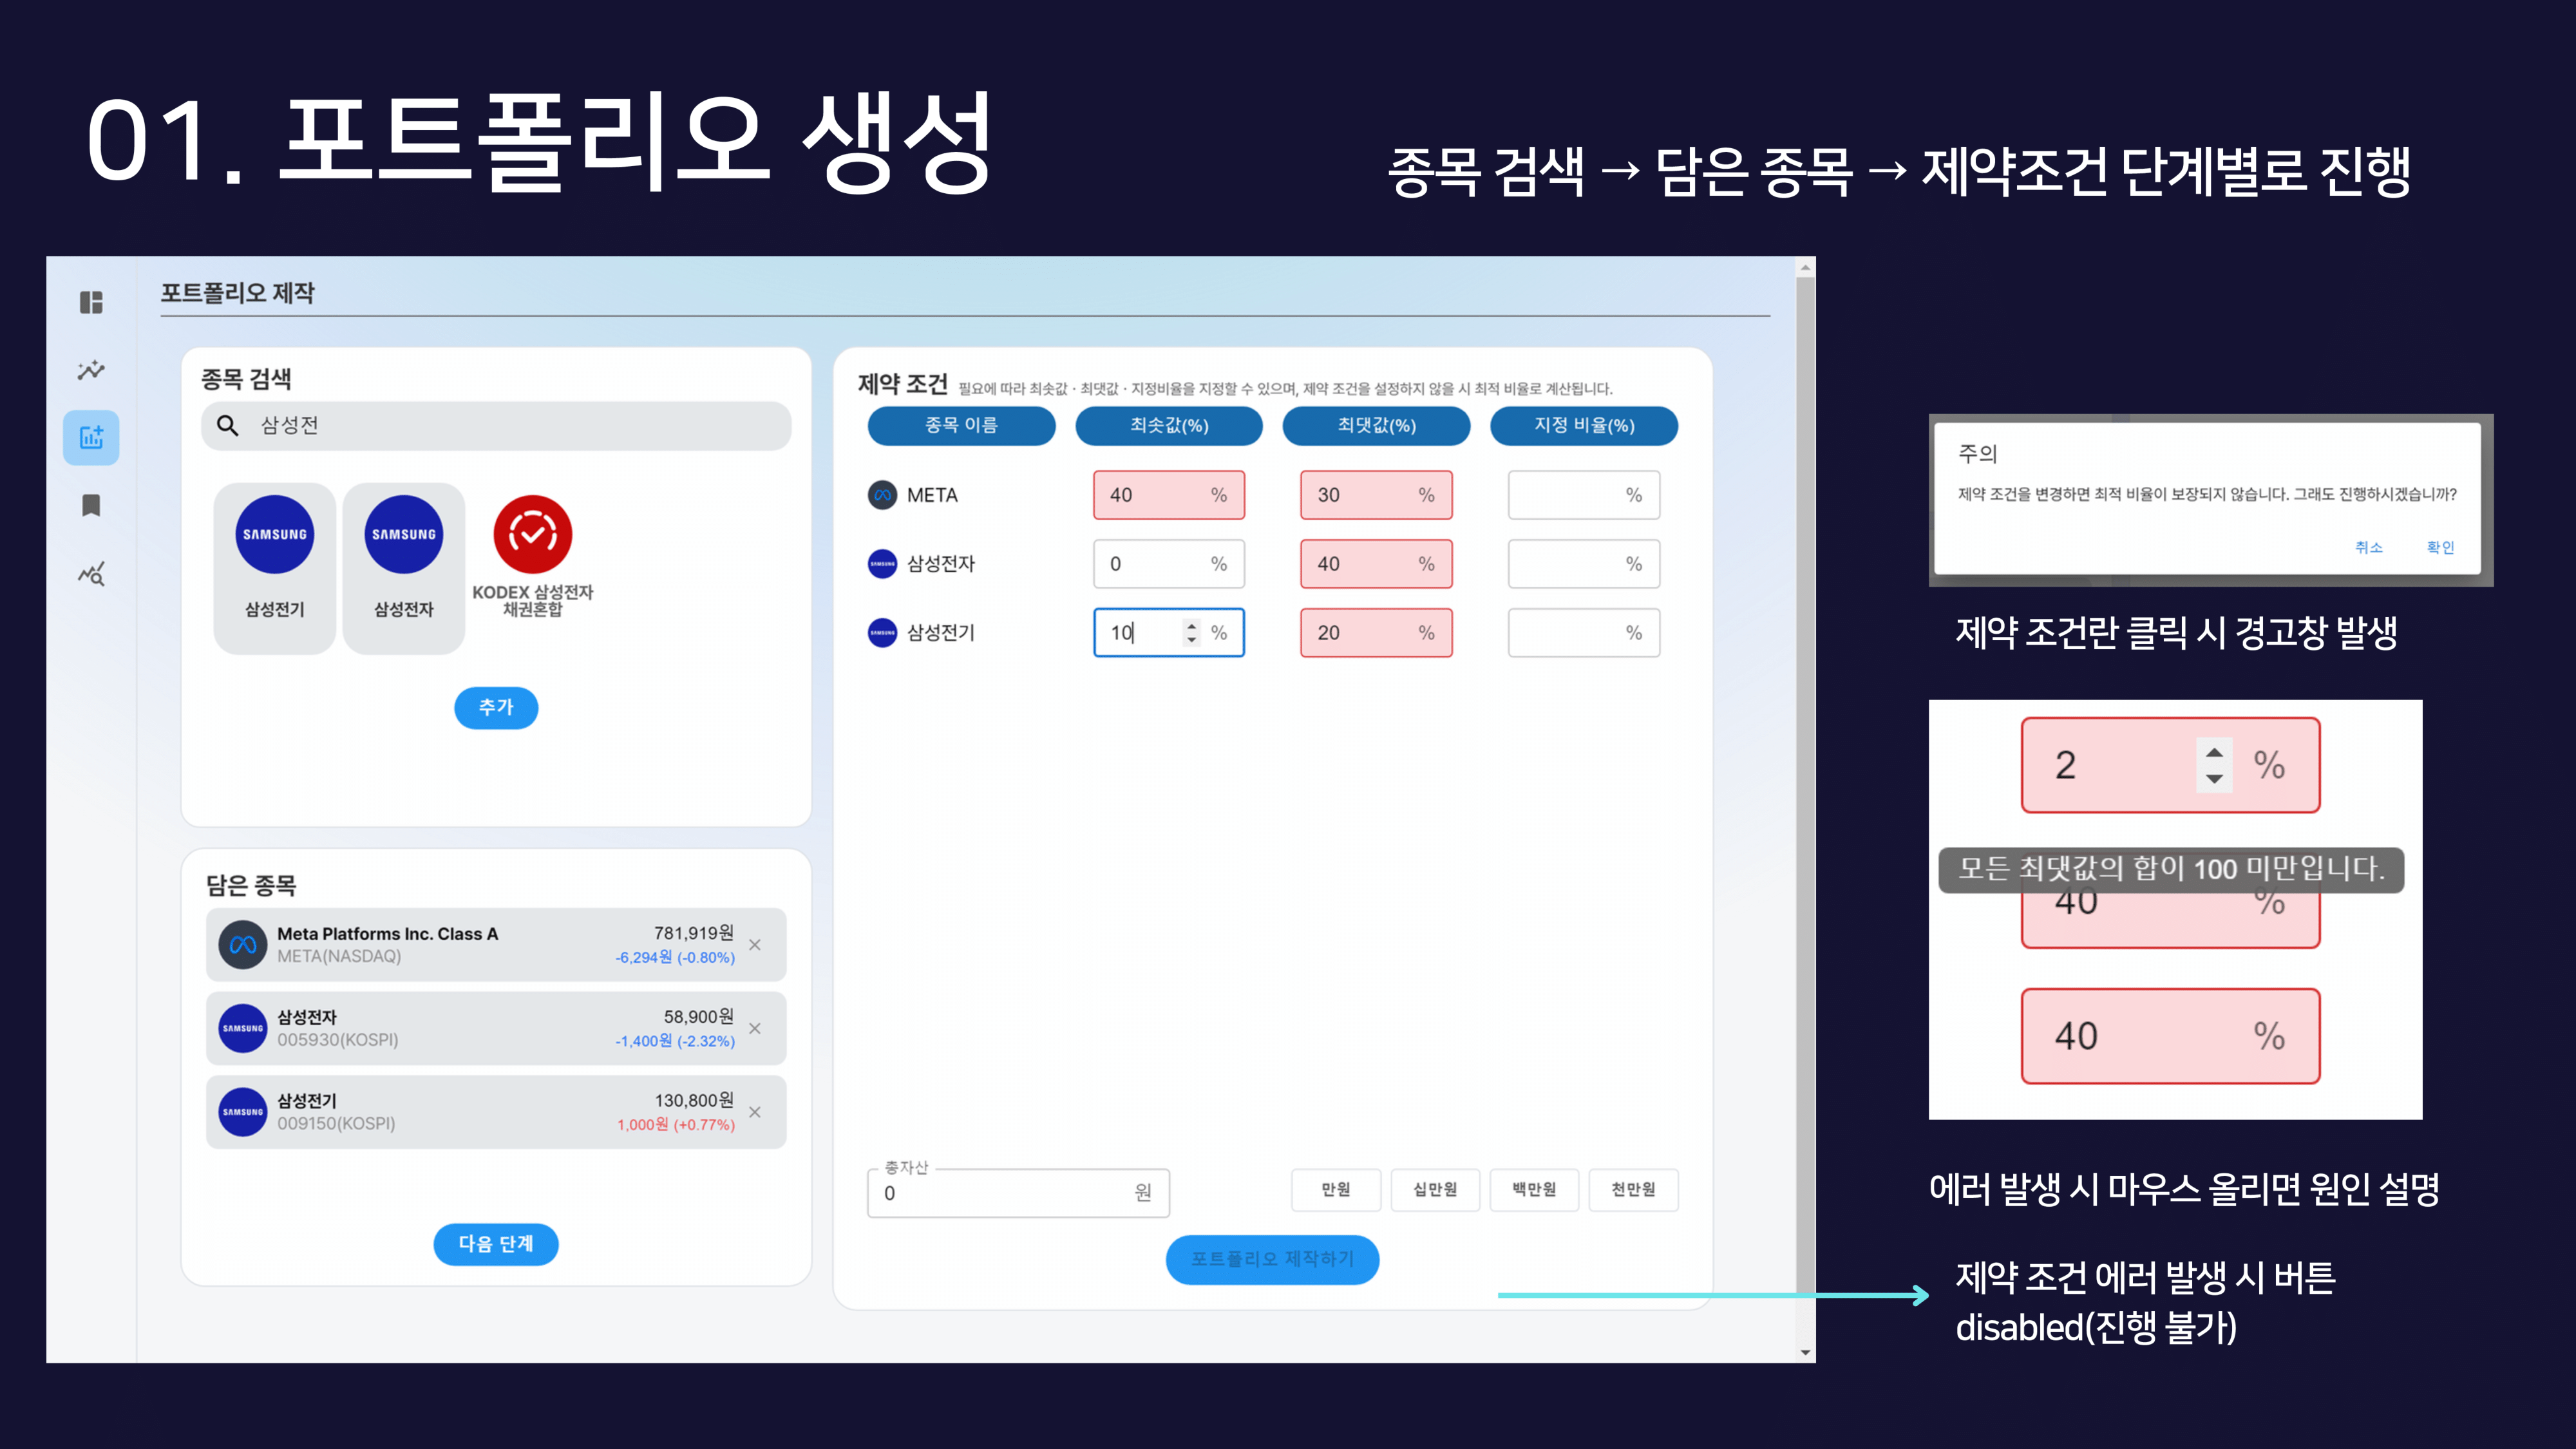 01. 포트폴리오 생성
종목 검색 → 담은 종목 → 제약조건 단계별로 진행
포트폴리오 제작
종목 검색
삼성전
SAMSUNG
삼성전기
SAMSUNG
삼성전자
KODEX 삼성전자
채권혼합
추가
담은 종목
Meta Platforms Inc. Class A
META(NASDAQ)
781,919원
-6,294원 (-0.80%)
SAMSUNG
삼성전자
005930(KOSPI)
58,900원
-1,400원 (-2.32%)
SAMSUNG
삼성전기
009150(KOSPI)
130,800원
1,000원 (+0.77%)
다음 단계
제약 조건 필요에 따라 최솟값 · 최댓값 · 지정비율을 지정할 수 있으며, 제약 조건을 설정하지 않을 시 최적 비율로 계산됩니다.
종목 이름 최솟값(%) 최댓값(%) 지정 비율(%)
META 40 % 30 % %
SAMSUNG 삼성전자 0 % 40 % %
SAMSUNG 삼성전기 10 % 20 % %
총자산
0 원
만원 십만원 백만원 천만원
포트폴리오 제작하기
주의
제약 조건을 변경하면 최적 비율이 보장되지 않습니다. 그래도 진행하시겠습니까?
취소 확인
제약 조건란 클릭 시 경고창 발생
2 %
모든 최댓값의 합이 100 미만입니다.
40 %
40 %
에러 발생 시 마우스 올리면 원인 설명
제약 조건 에러 발생 시 버튼
disabled(진행 불가)